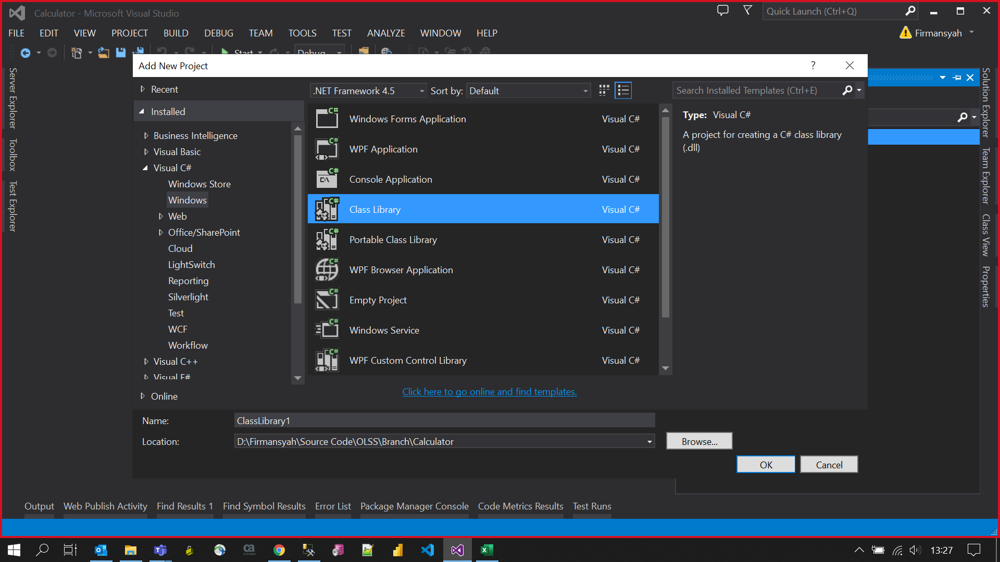 Calculator - Microsoft Visual Studio
Quick Launch (Ctrl+Q)
FILE EDIT VIEW PROJECT BUILD DEBUG TEAM TOOLS TEST ANALYZE WINDOW HELP
Firmansyah
Start Debug
Add New Project
?
Server Explorer
Toolbox
Test Explorer
Recent
Installed
Business Intelligence
Visual Basic
Visual C#
Windows Store
Windows
Web
Office/SharePoint
Cloud
LightSwitch
Reporting
Silverlight
Test
WCF
Workflow
Visual C++
Visual F#
Online
.NET Framework 4.5 Sort by: Default
Search Installed Templates (Ctrl+E)
Windows Forms Application Visual C#
WPF Application Visual C#
Console Application Visual C#
Class Library Visual C#
Portable Class Library Visual C#
WPF Browser Application Visual C#
Empty Project Visual C#
Windows Service Visual C#
WPF Custom Control Library Visual C#
Click here to go online and find templates.
Type: Visual C#
A project for creating a C# class library
(.dll)
Solution Explorer
Team Explorer
Class View
Properties
Name: ClassLibrary1
Location: D:\Firmansyah\Source Code\OLSS\Branch\Calculator
Browse...
OK Cancel
Output Web Publish Activity Find Results 1 Find Symbol Results Error List Package Manager Console Code Metrics Results Test Runs
13:27